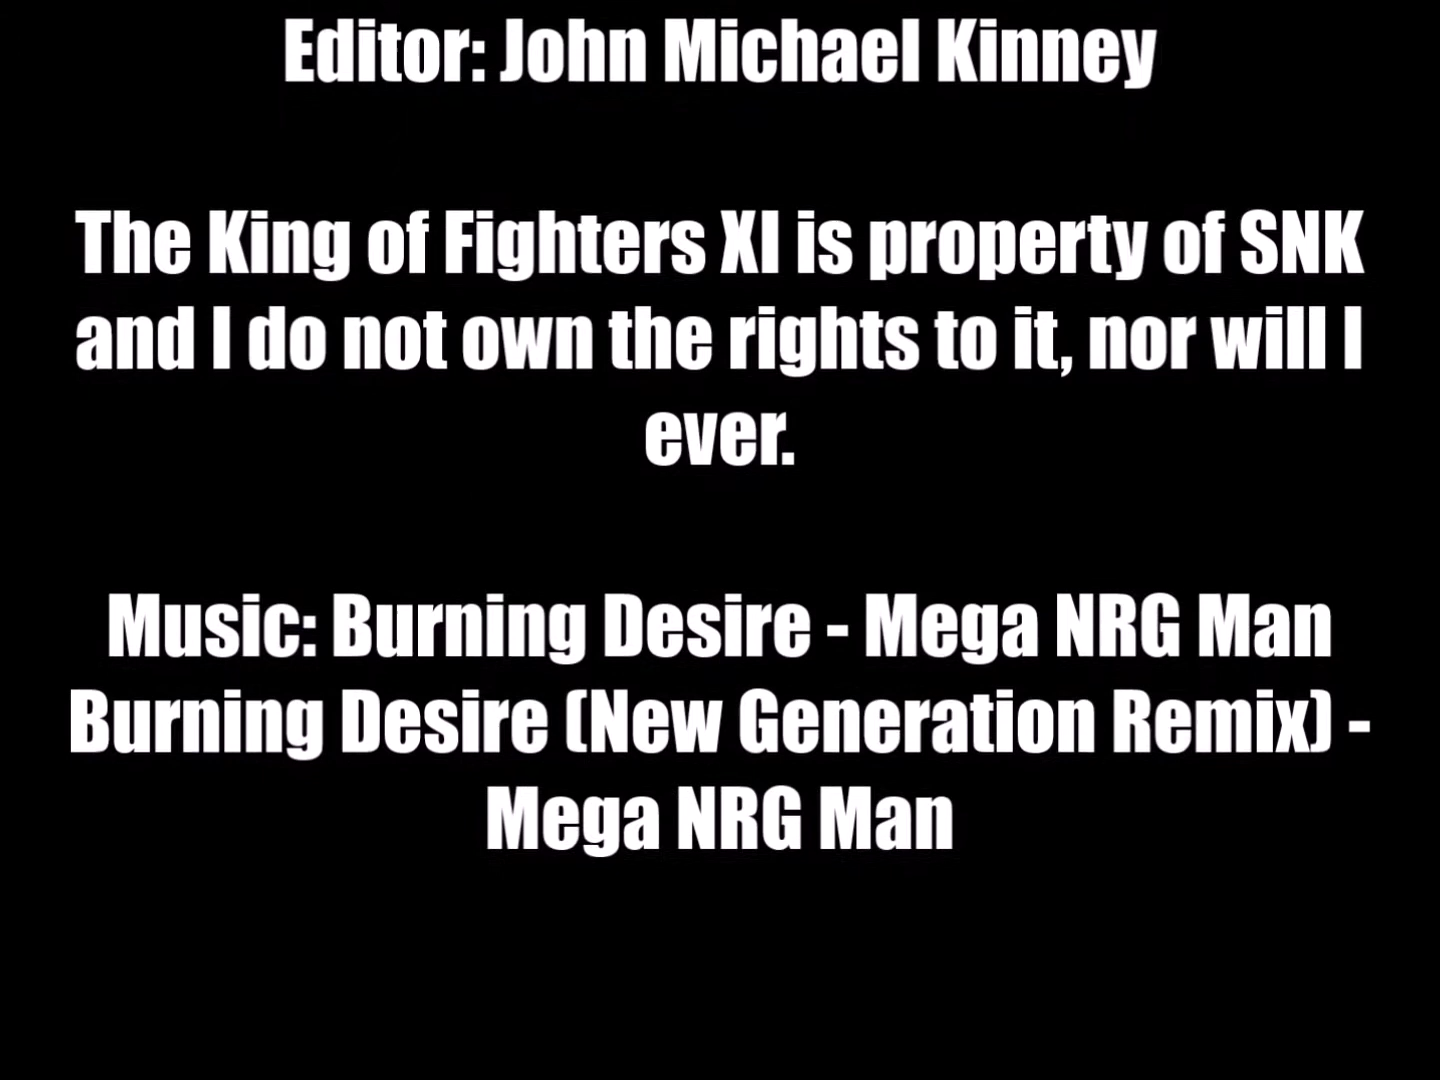 Editor: John Michael Kinney
The King of Fighters XI is property of SNK
and I do not own the rights to it, nor will I
ever.
Music: Burning Desire - Mega NRG Man
Burning Desire (New Generation Remix) -
Mega NRG Man